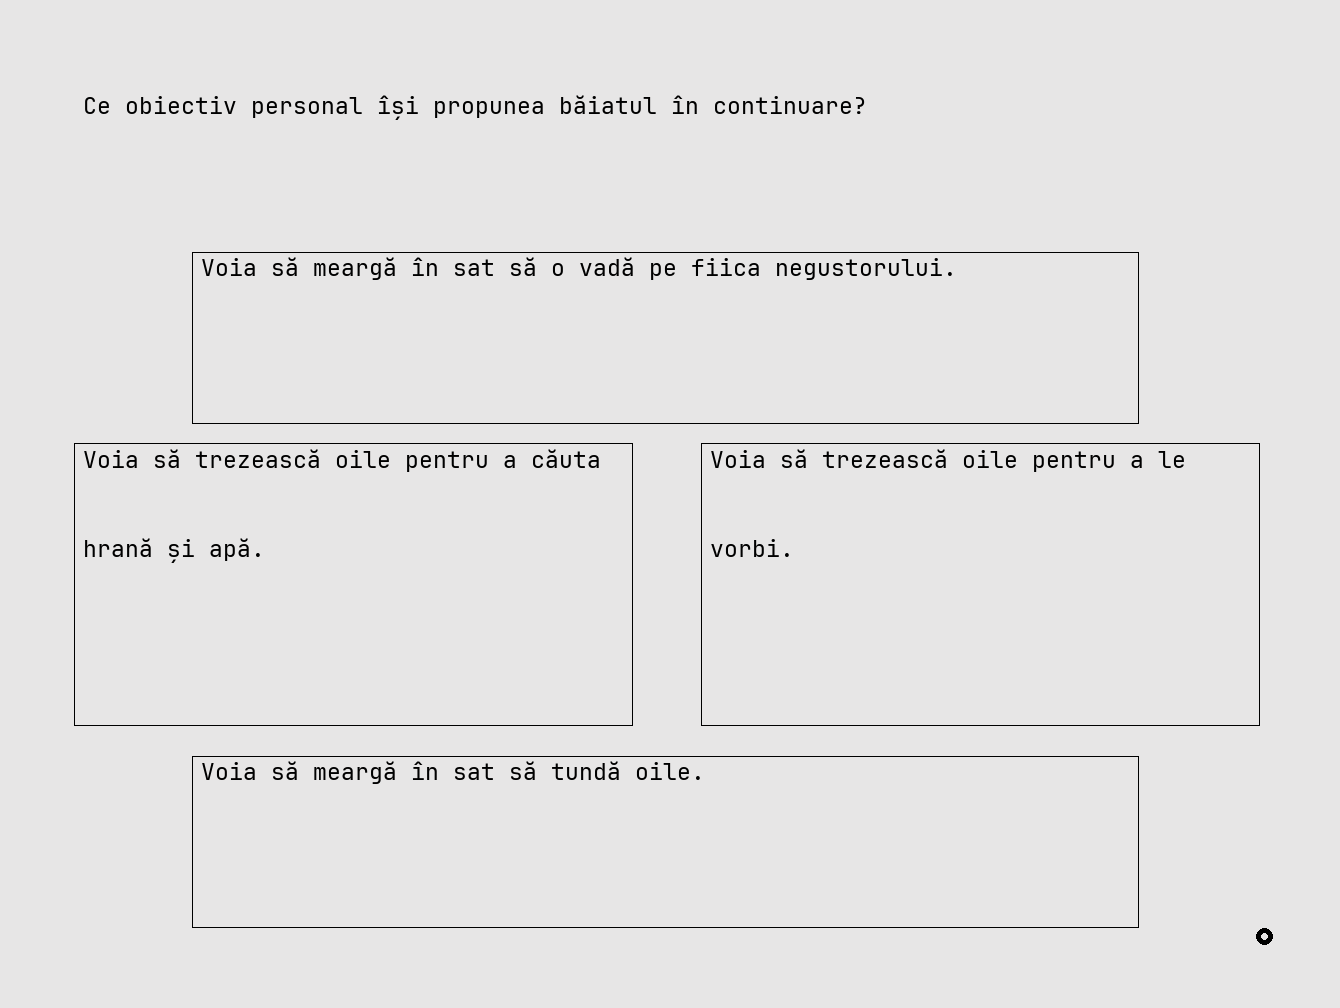 Ce obiectiv personal își propunea băiatul în continuare?
Voia să meargă în sat să o vadă pe fiica negustorului.
Voia să trezească oile pentru a căuta
hrană și apă.
Voia să trezească oile pentru a le
vorbi.
Voia să meargă în sat să tundă oile.